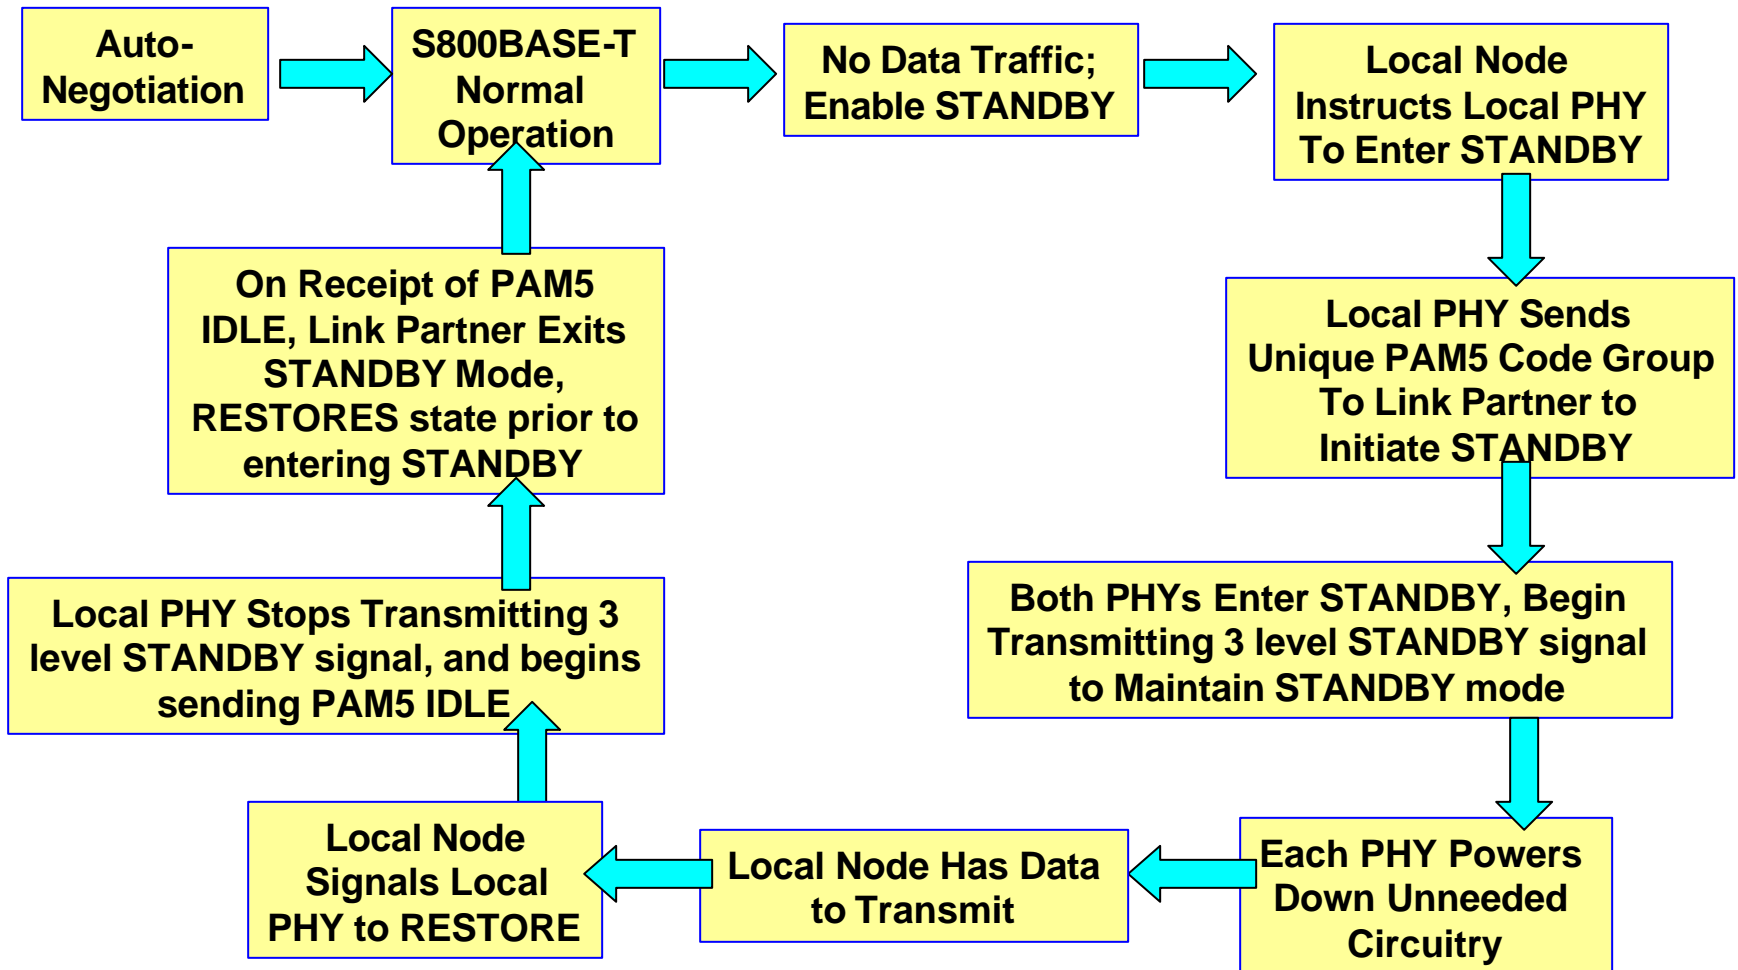 Auto-
Negotiation
S800BASE-T
Normal
Operation
No Data Traffic;
Enable STANDBY
Local Node
Instructs Local PHY
To Enter STANDBY
Local PHY Sends
Unique PAM5 Code Group
To Link Partner to
Initiate STANDBY
Both PHYs Enter STANDBY, Begin
Transmitting 3 level STANDBY signal
to Maintain STANDBY mode
Each PHY Powers
Down Unneeded
Circuitry
Local Node Has Data
to Transmit
Local Node
Signals Local
PHY to RESTORE
Local PHY Stops Transmitting 3
level STANDBY signal, and begins
sending PAM5 IDLE
On Receipt of PAM5
IDLE, Link Partner Exits
STANDBY Mode,
RESTORES state prior to
entering STANDBY